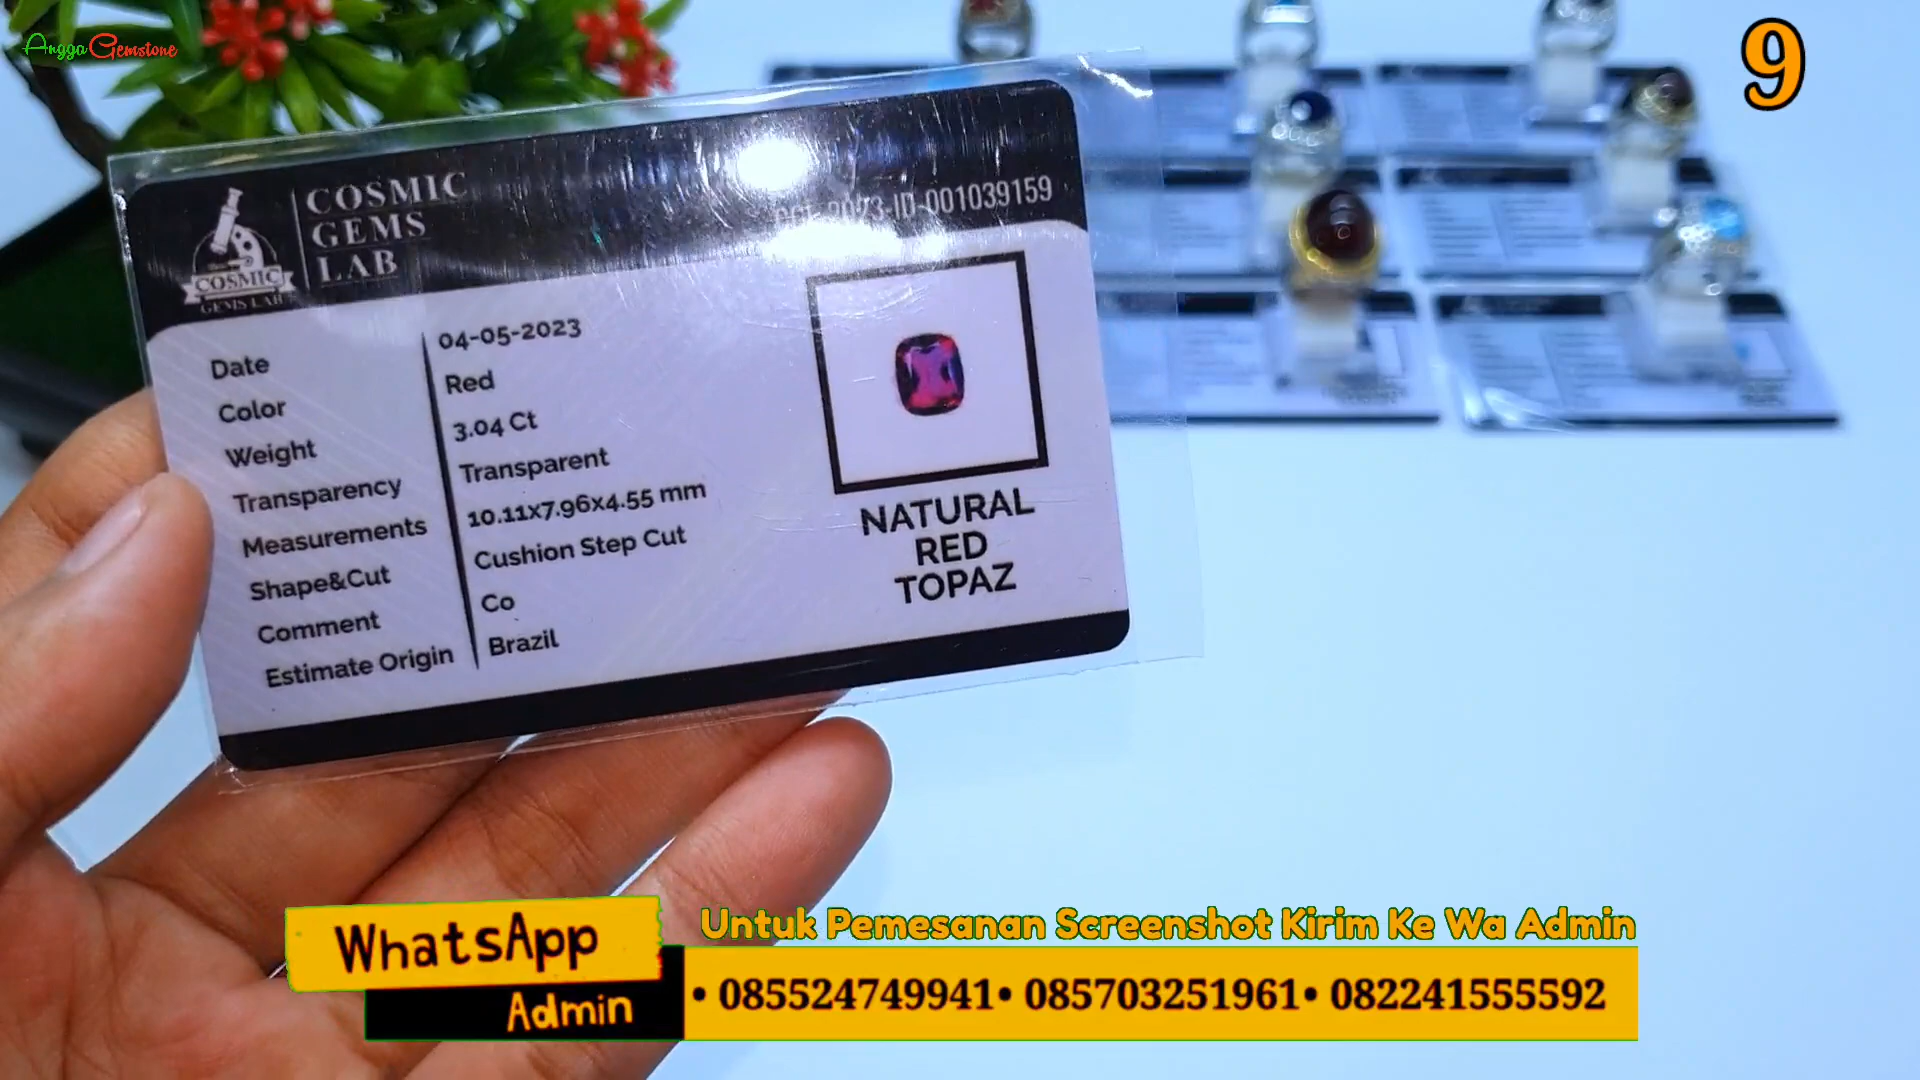 Angga Gemstone
9
COSMIC
GEMS
LAB
2023-ID-001039159
COSMIC
GEMS LAB
Date 04-05-2023
Color Red
Weight 3.04 Ct
Transparency Transparent
Measurements 10.11x7.96x4.55 mm
Shape&Cut Cushion Step Cut
Comment Co
Estimate Origin Brazil
NATURAL
RED
TOPAZ
WhatsApp
Admin
Untuk Pemesanan Screenshot Kirim Ke Wa Admin
• 085524749941• 085703251961• 082241555592